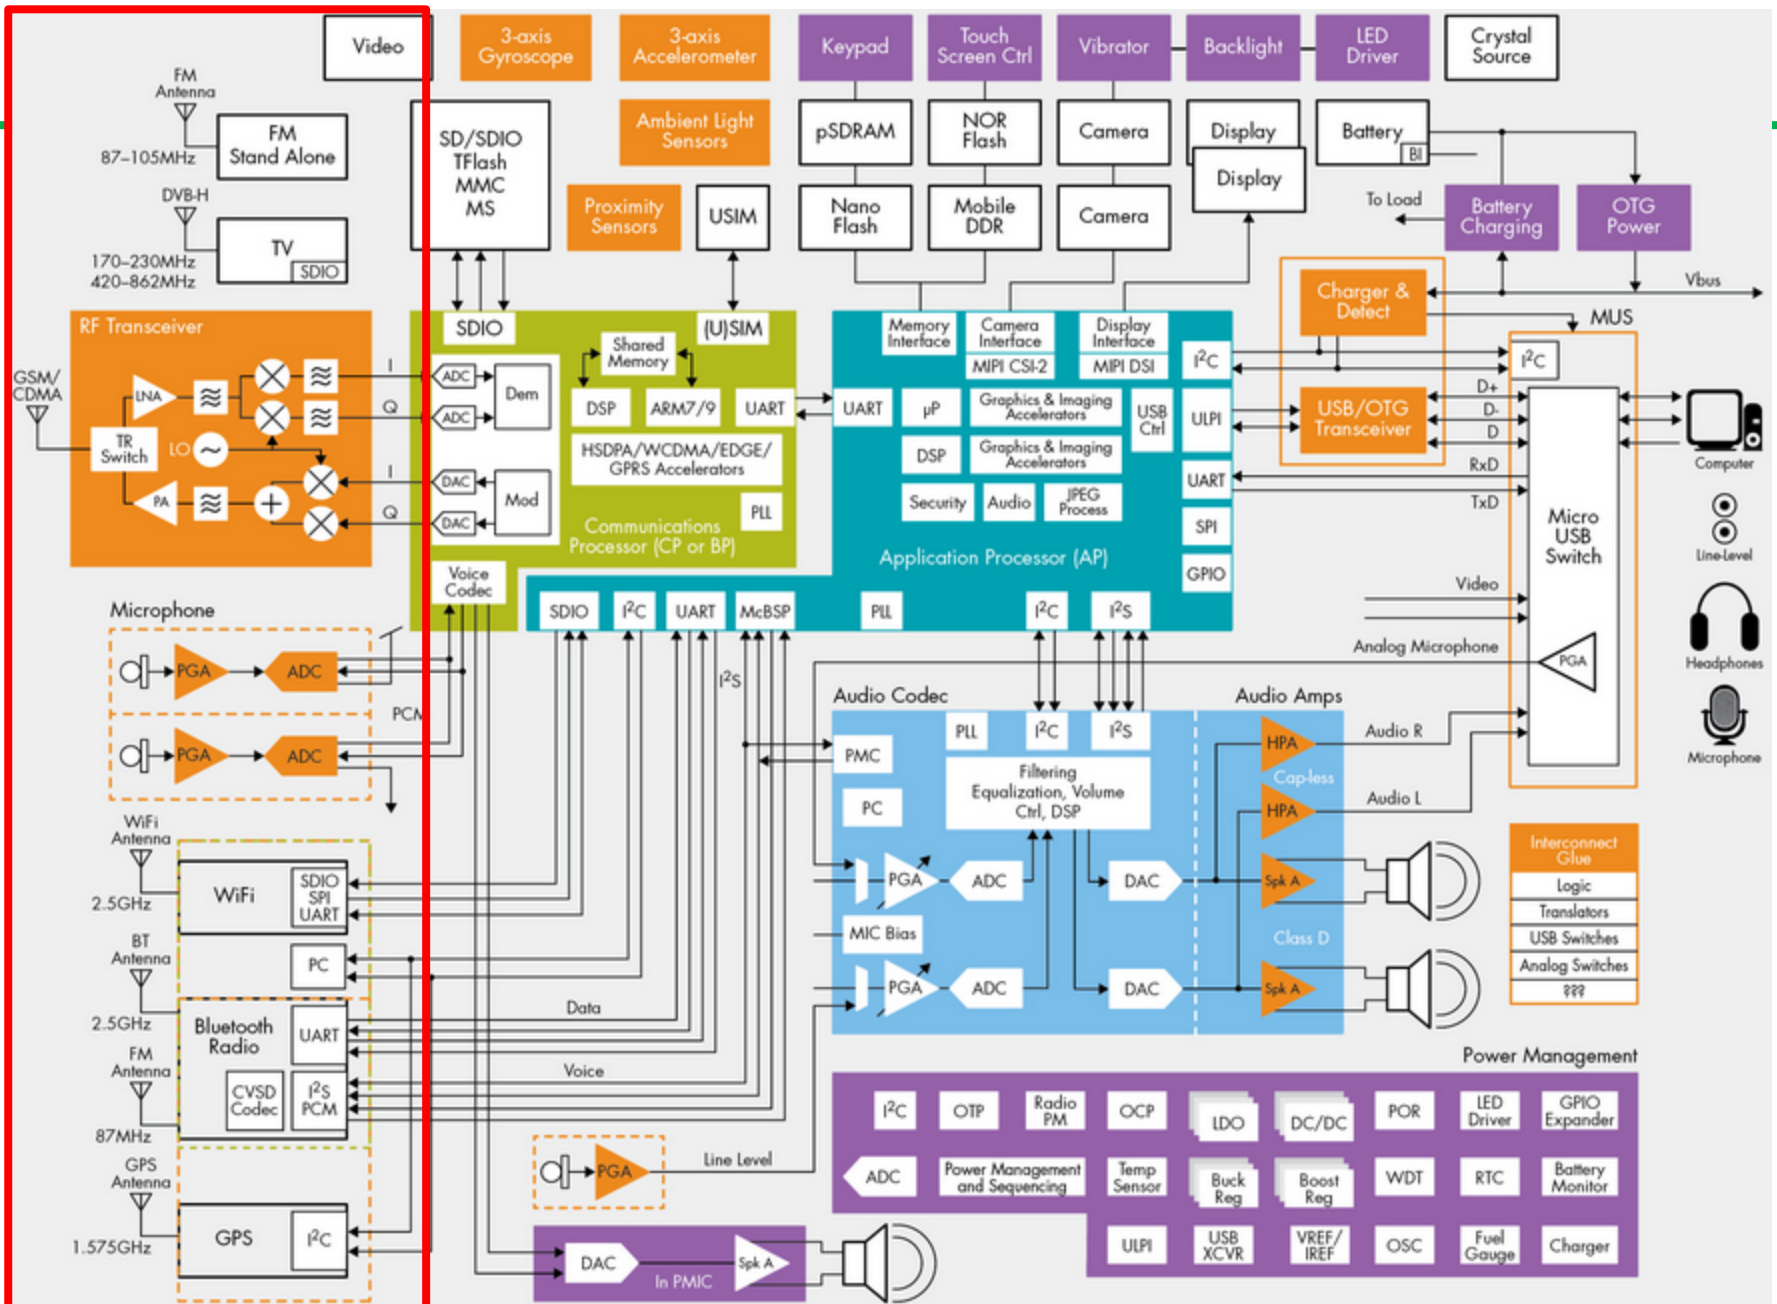 Video
3-axis
Gyroscope
3-axis
Accelerometer
Keypad
Touch
Screen Ctrl
Vibrator
Backlight
LED
Driver
Crystal
Source
FM
Antenna
87–105MHz
FM
Stand Alone
DVB-H
170–230MHz
420–862MHz
TV
SDIO
SD/SDIO
TFlash
MMC
MS
Ambient Light
Sensors
Proximity
Sensors
USIM
pSDRAM
NOR
Flash
Camera
Display
Display
Battery
BI
Nano
Flash
Mobile
DDR
Camera
To Load
Battery
Charging
OTG
Power
Vbus
Charger &
Detect
MUS
RF Transceiver
GSM/
CDMA
LNA
TR
Switch
LO
PA
I
Q
I
Q
SDIO
(U)SIM
Shared
Memory
ADC
ADC
Dem
DSP
ARM7/9
UART
HSDPA/WCDMA/EDGE/
GPRS Accelerators
DAC
DAC
Mod
PLL
Communications
Processor (CP or BP)
Voice
Codec
Memory
Interface
Camera
Interface
MIPI CSI-2
Display
Interface
MIPI DSI
I²C
UART
µP
Graphics & Imaging
Accelerators
USB
Ctrl
ULPI
DSP
Graphics & Imaging
Accelerators
UART
Security
Audio
JPEG
Process
SPI
Application Processor (AP)
GPIO
SDIO
I²C
UART
McBSP
PLL
I²C
I²S
USB/OTG
Transceiver
I²C
D+
D-
D
RxD
TxD
Micro
USB
Switch
Video
Analog Microphone
PGA
Computer
Line-Level
Headphones
Microphone
Microphone
PGA
ADC
PCM
PGA
ADC
I²S
Audio Codec
Audio Amps
PLL
I²C
I²S
PMC
Filtering
Equalization, Volume
Ctrl, DSP
PC
HPA
Cap-less
HPA
Audio R
Audio L
PGA
ADC
DAC
Spk A
MIC Bias
Class D
PGA
ADC
DAC
Spk A
Interconnect
Glue
Logic
Translators
USB Switches
Analog Switches
???
WiFi
Antenna
2.5GHz
WiFi
SDIO
SPI
UART
BT
Antenna
2.5GHz
PC
Bluetooth
Radio
UART
FM
Antenna
87MHz
CVSD
Codec
I²S
PCM
GPS
Antenna
1.575GHz
GPS
I²C
Data
Voice
PGA
Line Level
DAC
Spk A
In PMIC
Power Management
I²C
OTP
Radio
PM
OCP
LDO
DC/DC
POR
LED
Driver
GPIO
Expander
ADC
Power Management
and Sequencing
Temp
Sensor
Buck
Reg
Boost
Reg
WDT
RTC
Battery
Monitor
ULPI
USB
XCVR
VREF/
IREF
OSC
Fuel
Gauge
Charger